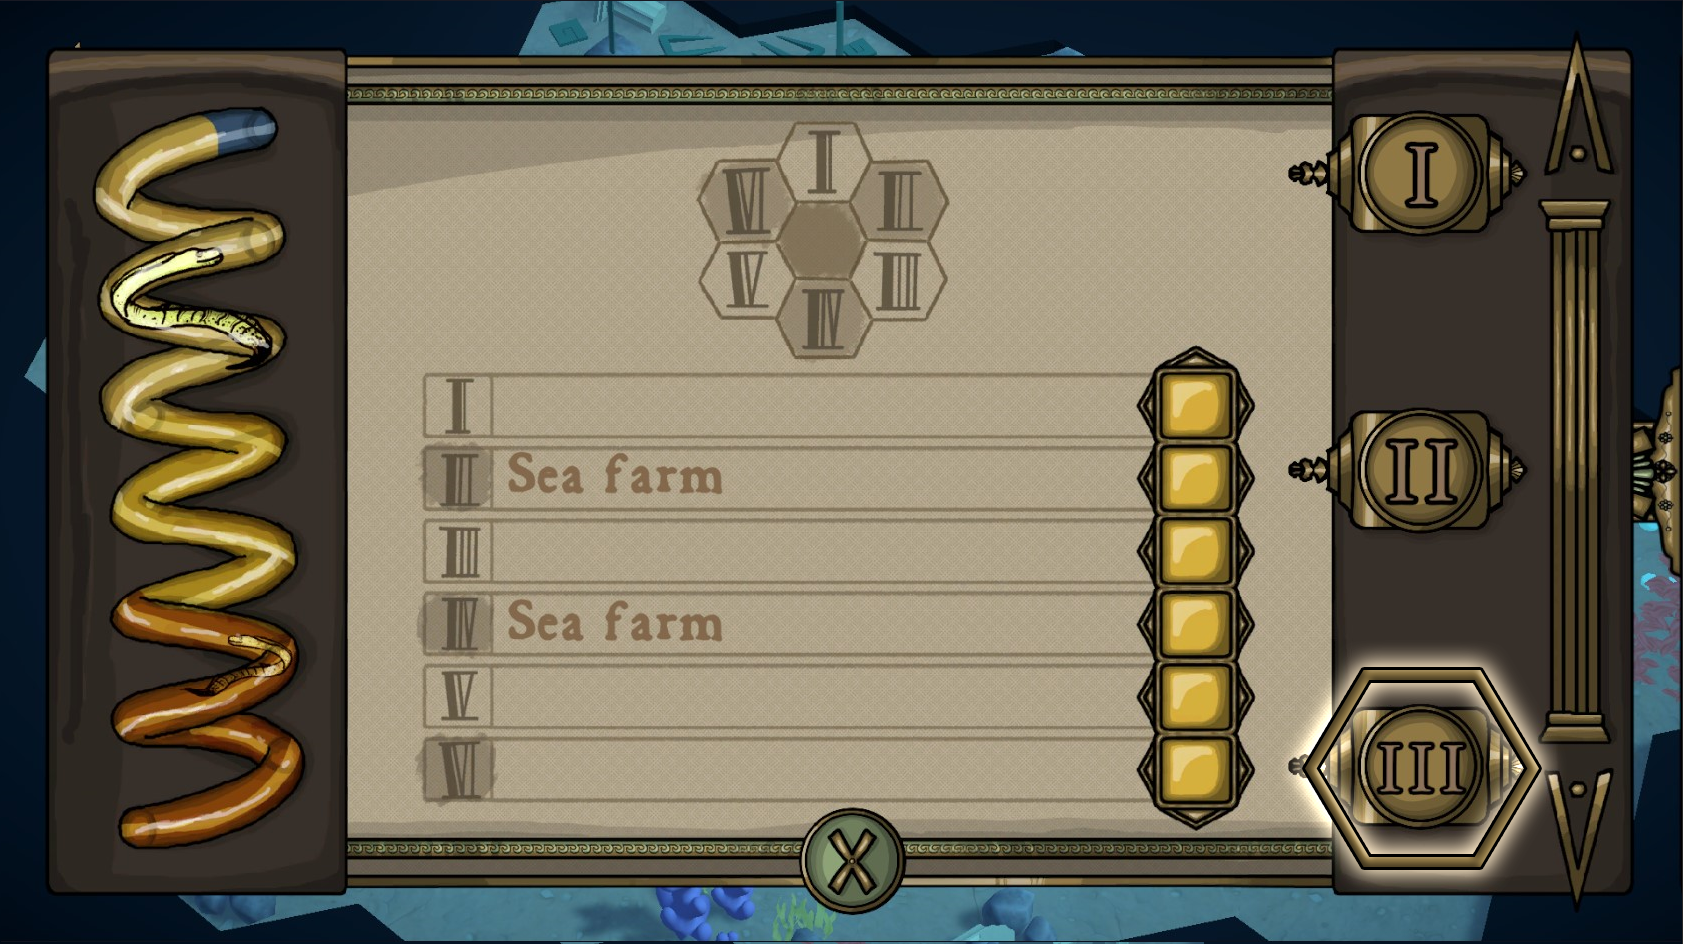 I
VI II
V III
IV
I
II Sea farm
III
IV Sea farm
V
VI
I
II
III
X